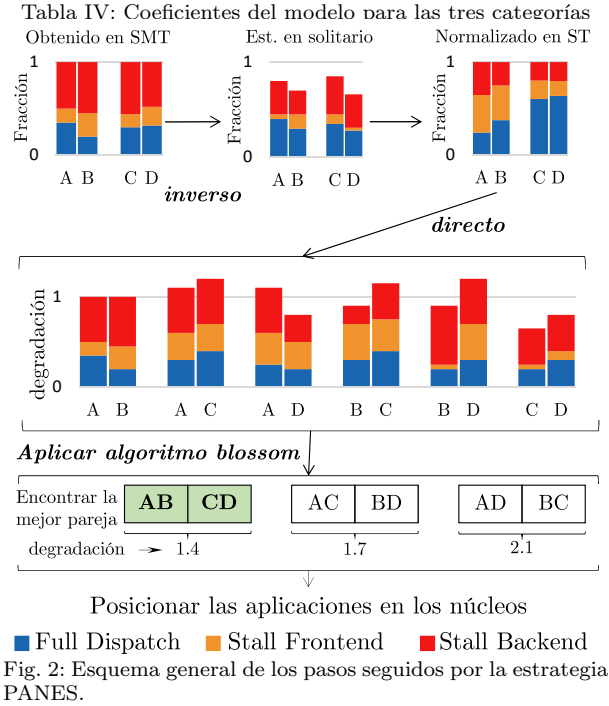 Tabla IV: Coeficientes del modelo para las tres categorías
Obtenido en SMT
Est. en solitario
Normalizado en ST
Fracción
1
0
A B C D
Fracción
1
0
A B C D
Fracción
1
0
A B C D
inverso
directo
degradación
1
0
A B A C A D B C B D C D
Aplicar algoritmo blossom
Encontrar la
mejor pareja
AB CD AC BD AD BC
degradación 1.4 1.7 2.1
Posicionar las aplicaciones en los núcleos
Full Dispatch Stall Frontend Stall Backend
Fig. 2: Esquema general de los pasos seguidos por la estrategia
PANES.